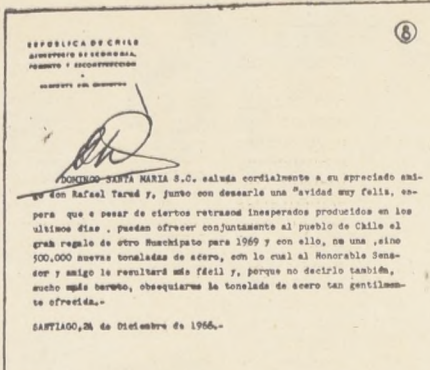 8
REPUBLICA DE CHILE
MINISTERIO DE ECONOMIA,
FOMENTO Y RECONSTRUCCION
DOMINGO SANTA MARIA S.C. saluda cordialmente a su apreciado ami-
go don Rafael Tarud y, junto con desearle una Navidad muy feliz, es-
pera que a pesar de ciertos retrasos inesperados producidos en los
ultimos dias , puedan ofrecer conjuntamente al pueblo de Chile el
gran regalo de otro Huachipato para 1969 y con ello, no una ,sino
500,000 nuevas toneladas de acero, con lo cual al Honorable Sena-
dor y amigo le resultará más fácil y, porque no decirlo también,
mucho más barato, obsequiarme la tonelada de acero tan gentilmen-
te ofrecida.-
SANTIAGO, 24 de Diciembre de 1966.-